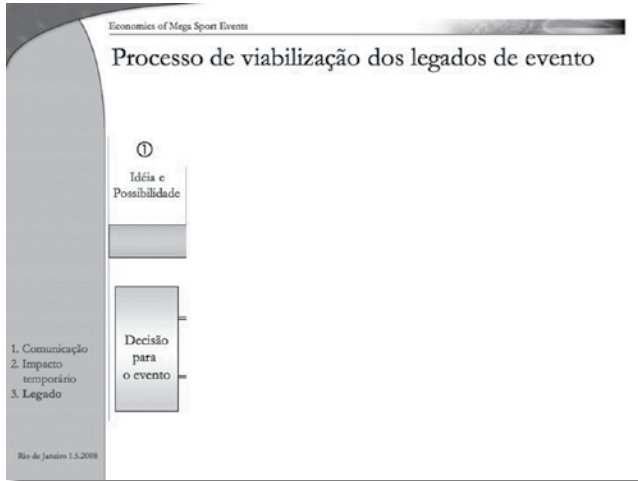 Economics of Mega Sport Events
Processo de viabilização dos legados de evento
①
Idéia e
Possibilidade
Decisão
para
o evento
1. Comunicação
2. Impacto
temporário
3. Legado
Rio de Janeiro 1.5.2008